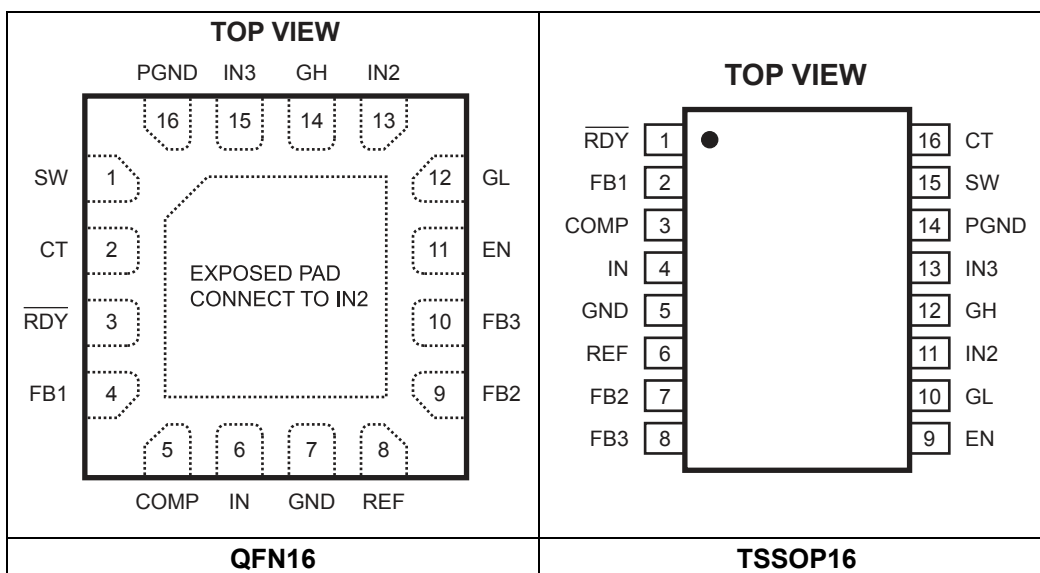 TOP VIEW
PGND IN3 GH IN2
16 15 14 13
SW 1 12 GL
CT 2 11 EN
EXPOSED PAD
CONNECT TO IN2
RDY 3 10 FB3
FB1 4 9 FB2
5 6 7 8
COMP IN GND REF
QFN16
TOP VIEW
RDY 1 16 CT
FB1 2 15 SW
COMP 3 14 PGND
IN 4 13 IN3
GND 5 12 GH
REF 6 11 IN2
FB2 7 10 GL
FB3 8 9 EN
TSSOP16